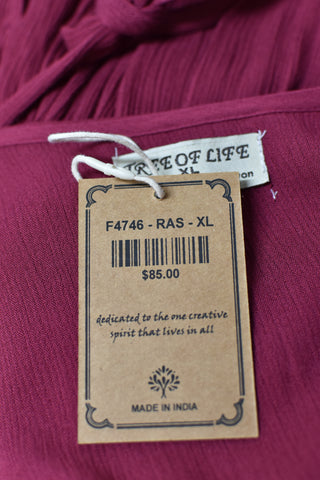 TREE OF LIFE
XL
F4746 - RAS - XL
$85.00
dedicated to the one creative
spirit that lives in all
MADE IN INDIA